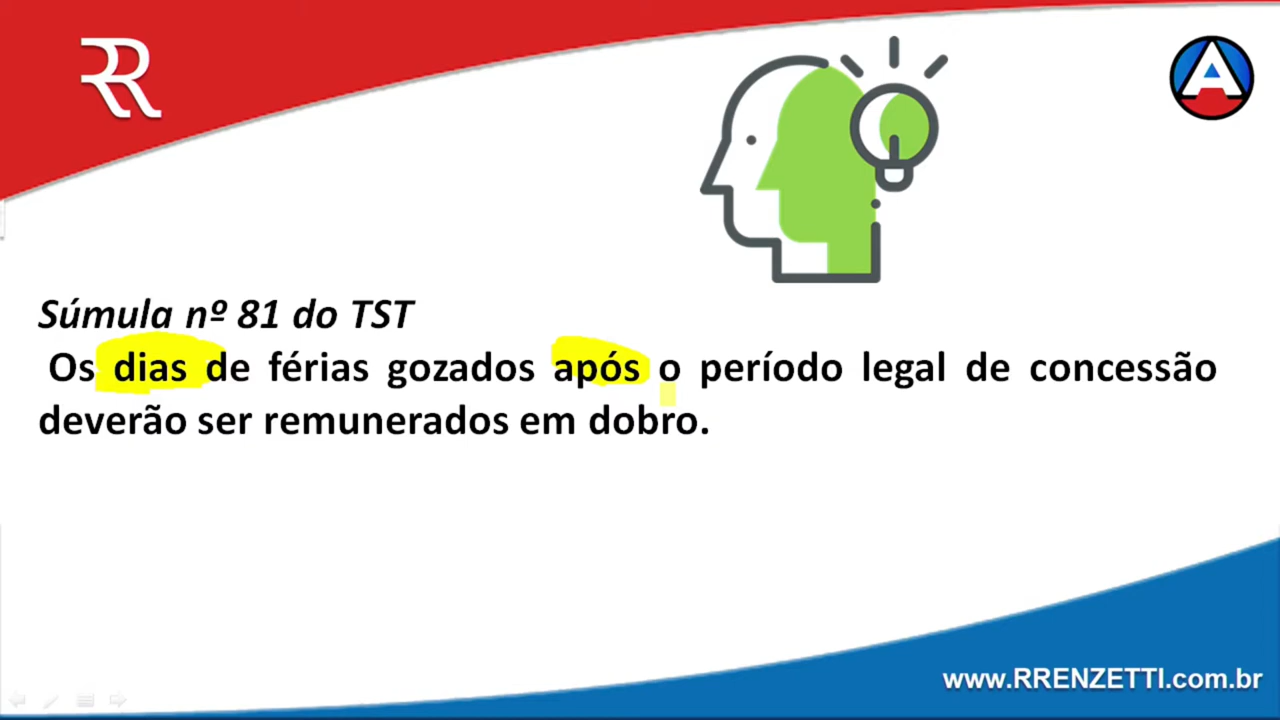 RR
A
Súmula nº 81 do TST
Os dias de férias gozados após o período legal de concessão
deverão ser remunerados em dobro.
www.RRENZETTI.com.br